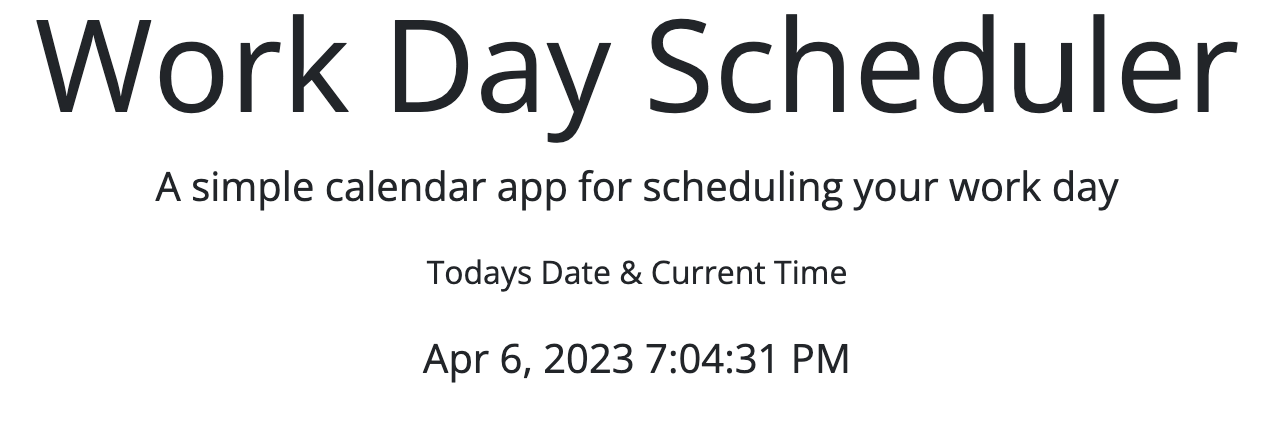 Work Day Scheduler
A simple calendar app for scheduling your work day
Todays Date & Current Time
Apr 6, 2023 7:04:31 PM